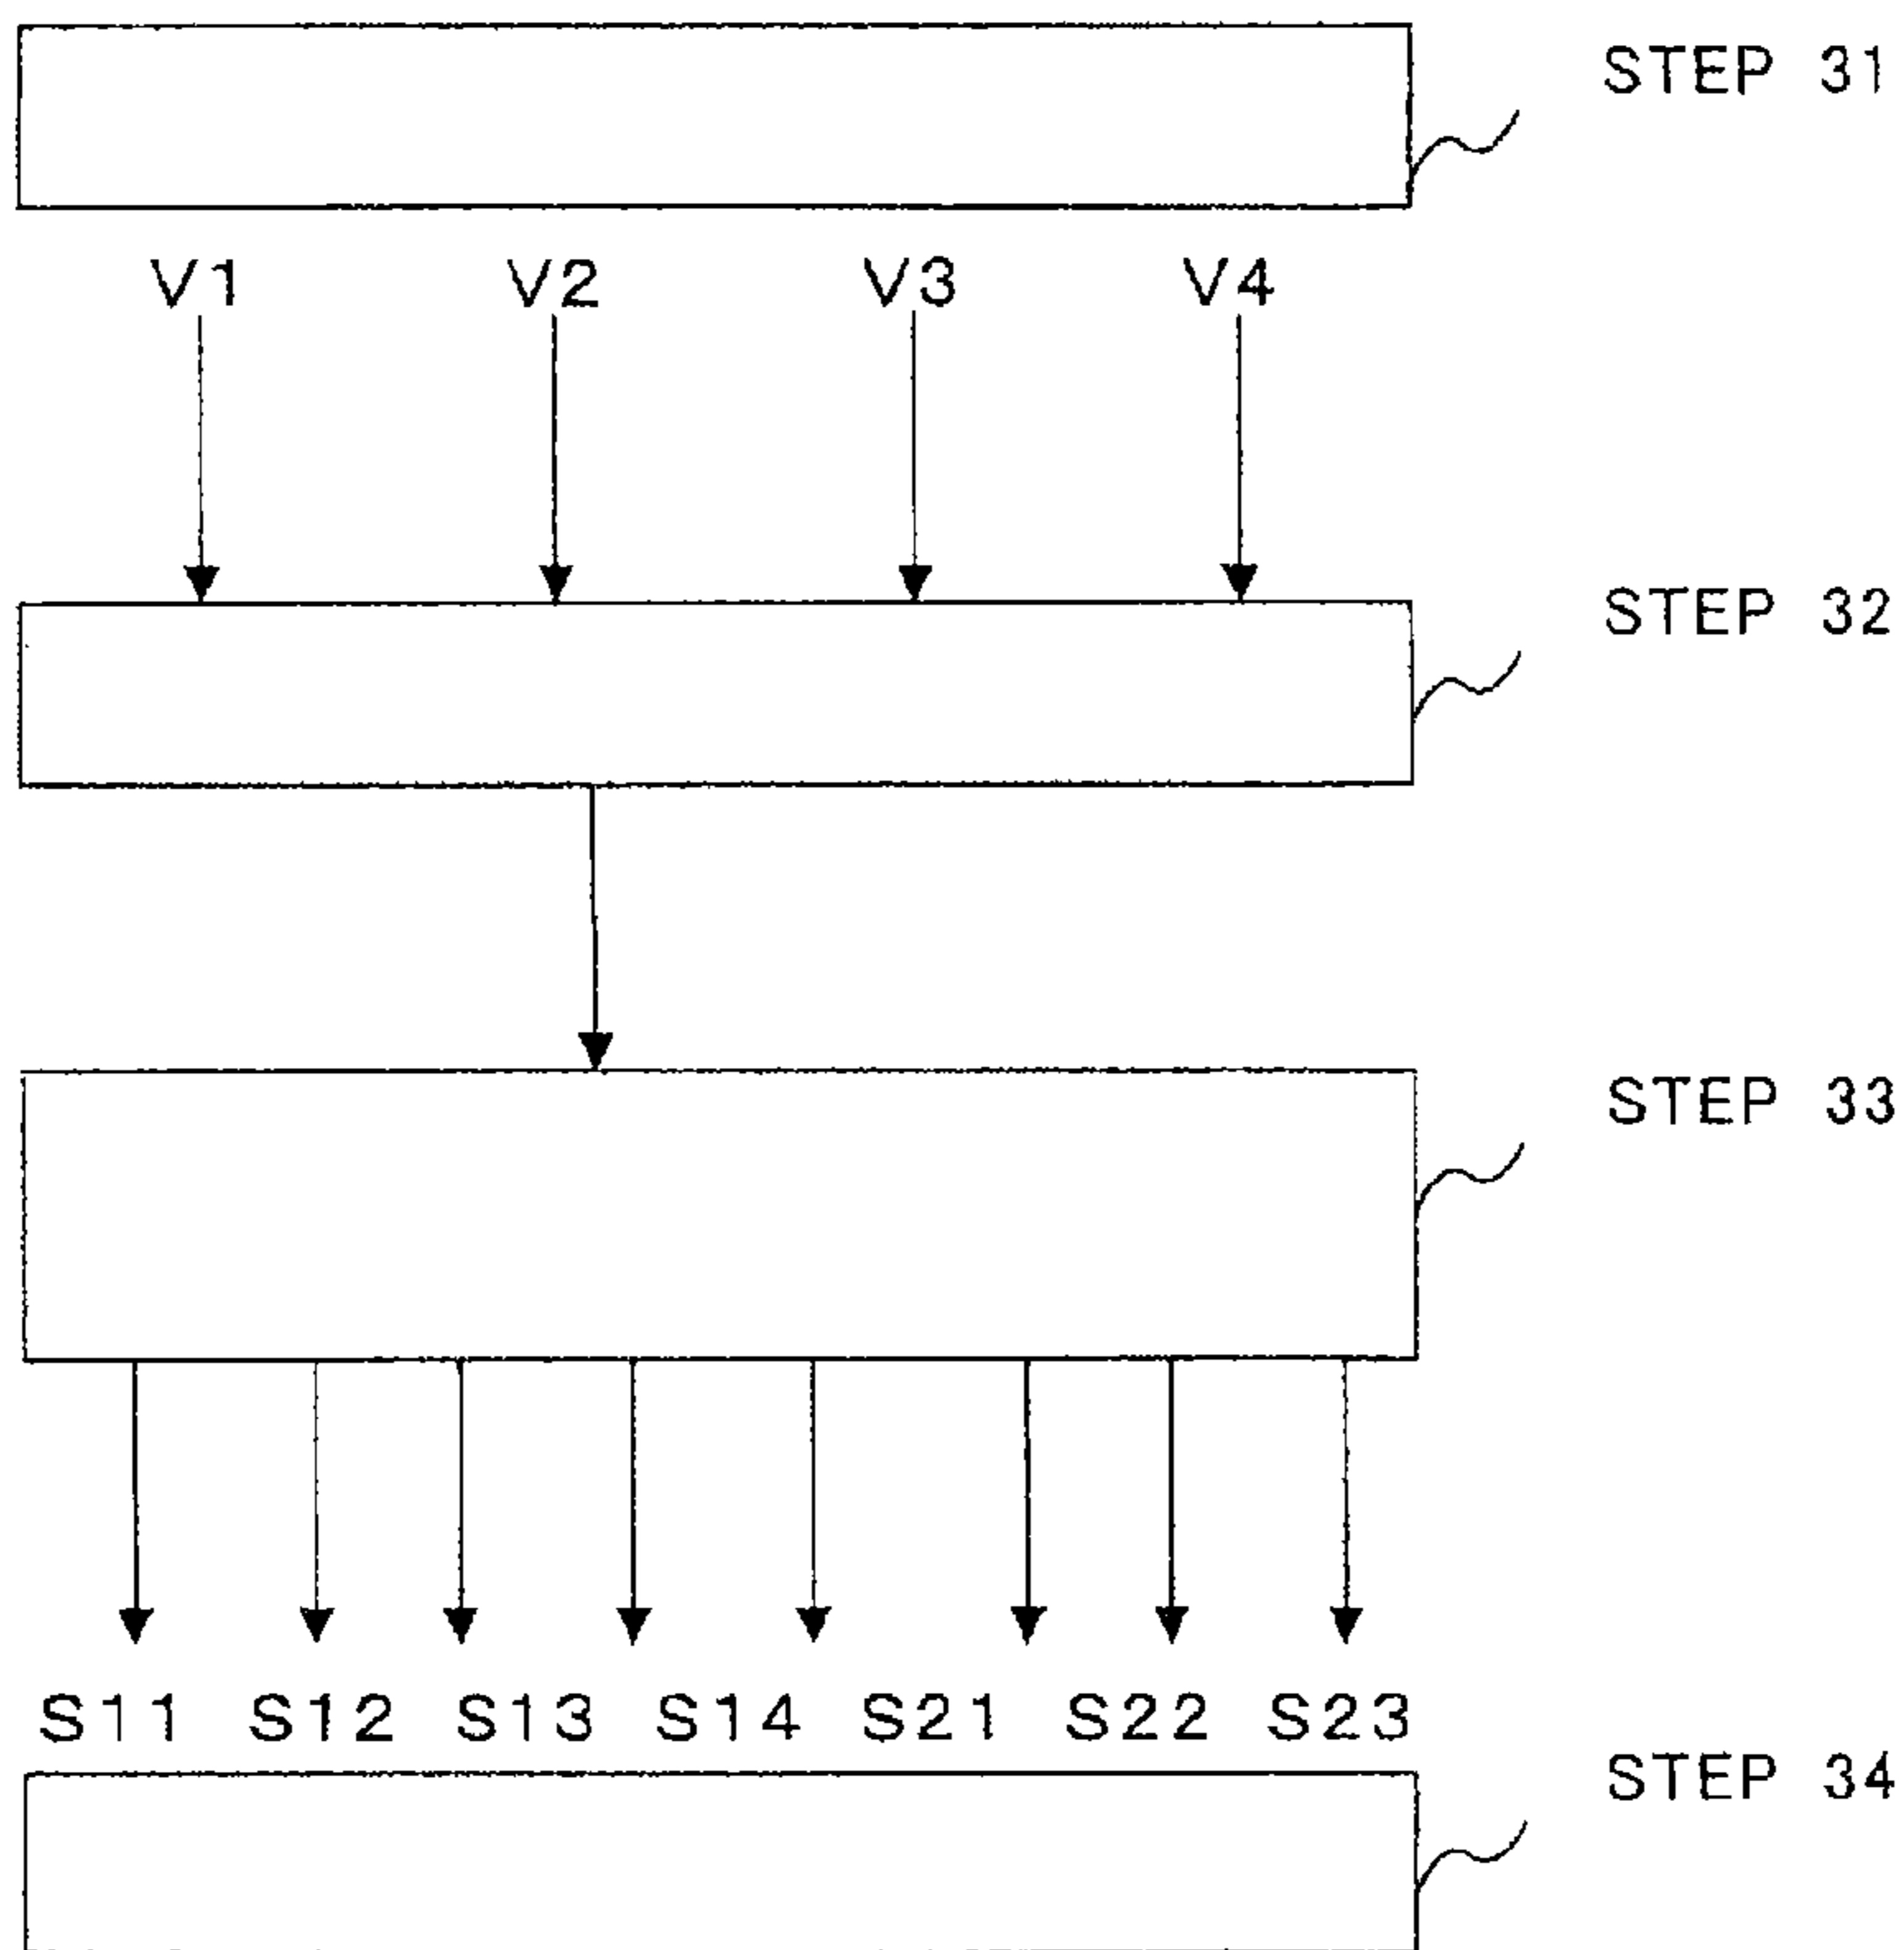 STEP 31
V1 V2 V3 V4
STEP 32
STEP 33
S11 S12 S13 S14 S21 S22 S23
STEP 34